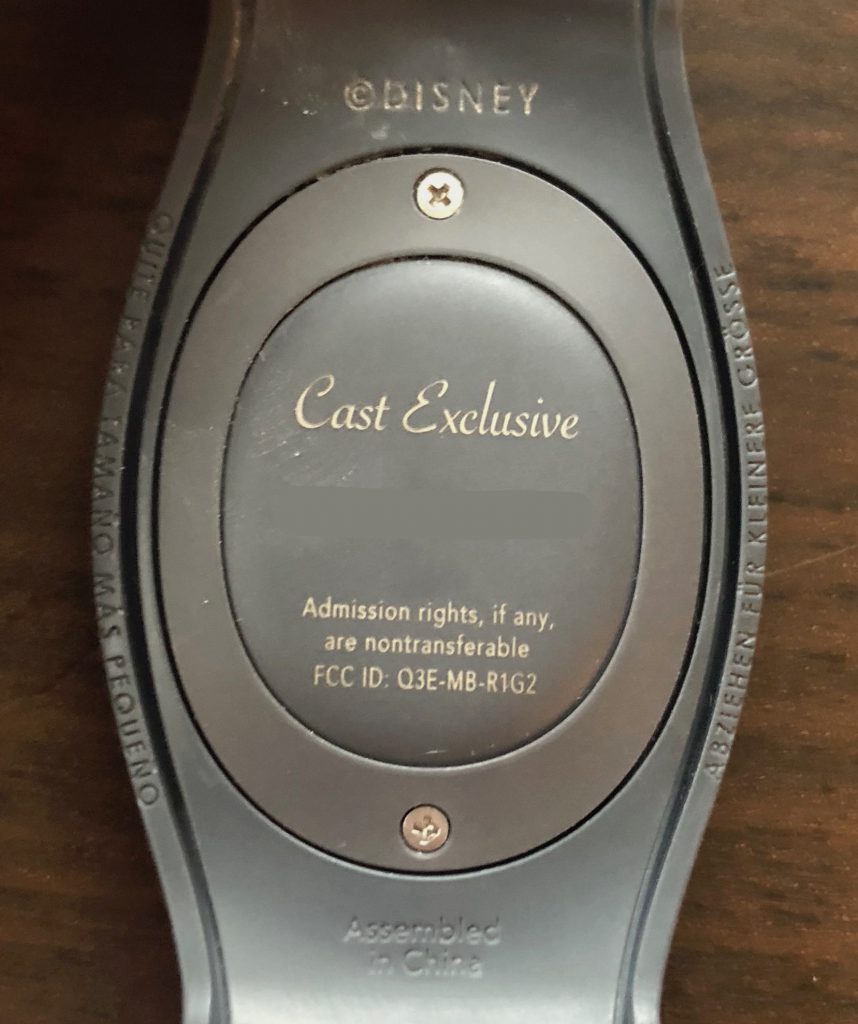 ©DISNEY
QUITE PARA TAMAÑO MÁS PEQUEÑO
Cast Exclusive
Admission rights, if any,
are nontransferable
FCC ID: Q3E-MB-R1G2
ABZIEHEN FÜR KLEINERE GRÖSSE
Assembled
in China